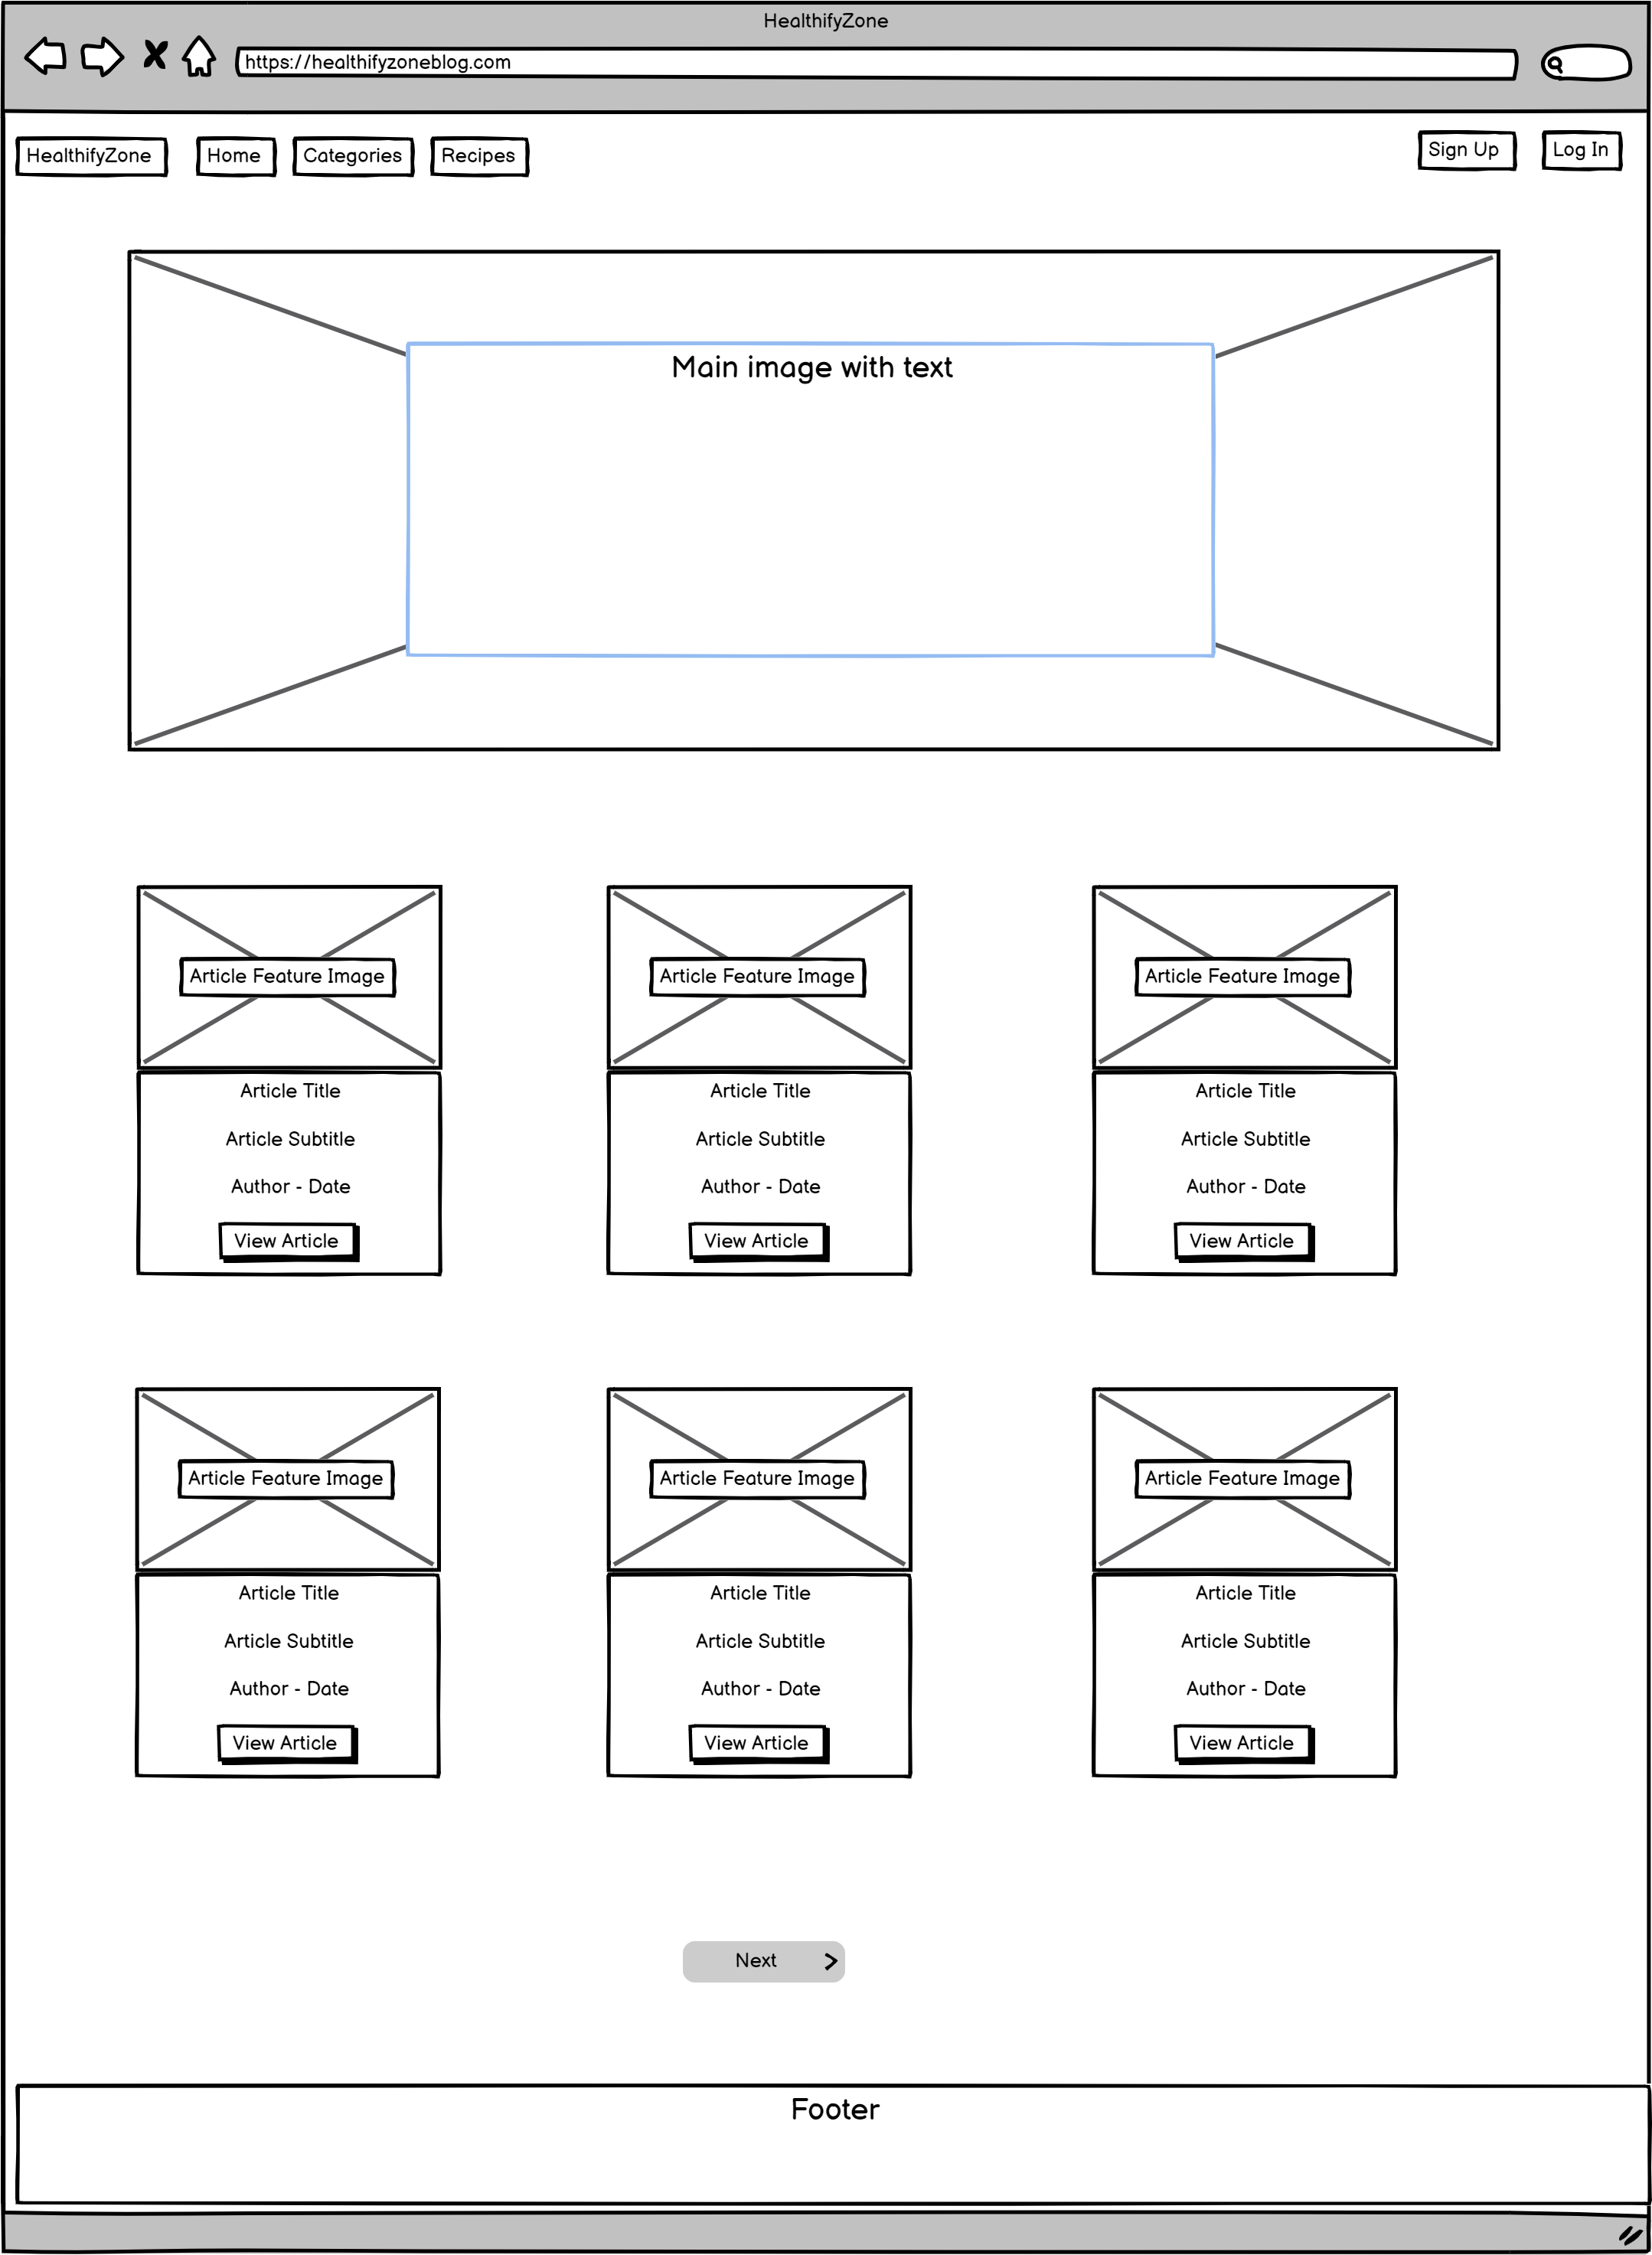 HealthifyZone
https://healthifyzoneblog.com
HealthifyZone Home Categories Recipes Sign Up Log In
Main image with text
Article Feature Image Article Feature Image Article Feature Image
Article Title Article Title Article Title
Article Subtitle Article Subtitle Article Subtitle
Author - Date Author - Date Author - Date
View Article View Article View Article
Article Feature Image Article Feature Image Article Feature Image
Article Title Article Title Article Title
Article Subtitle Article Subtitle Article Subtitle
Author - Date Author - Date Author - Date
View Article View Article View Article
Next
Footer